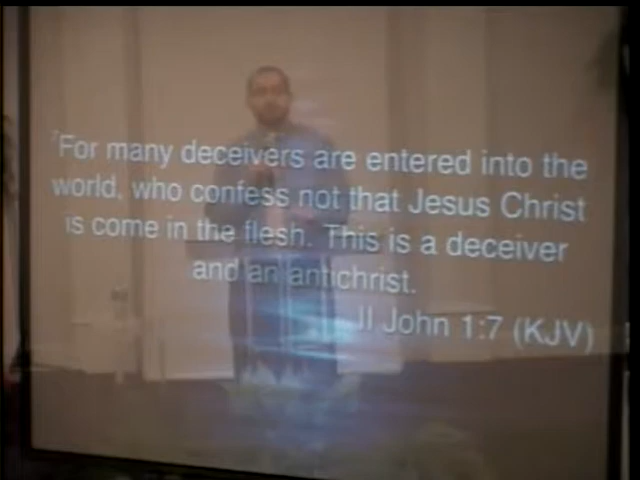 7For many deceivers are entered into the
world, who confess not that Jesus Christ
is come in the flesh. This is a deceiver
and an antichrist.
II John 1:7 (KJV)